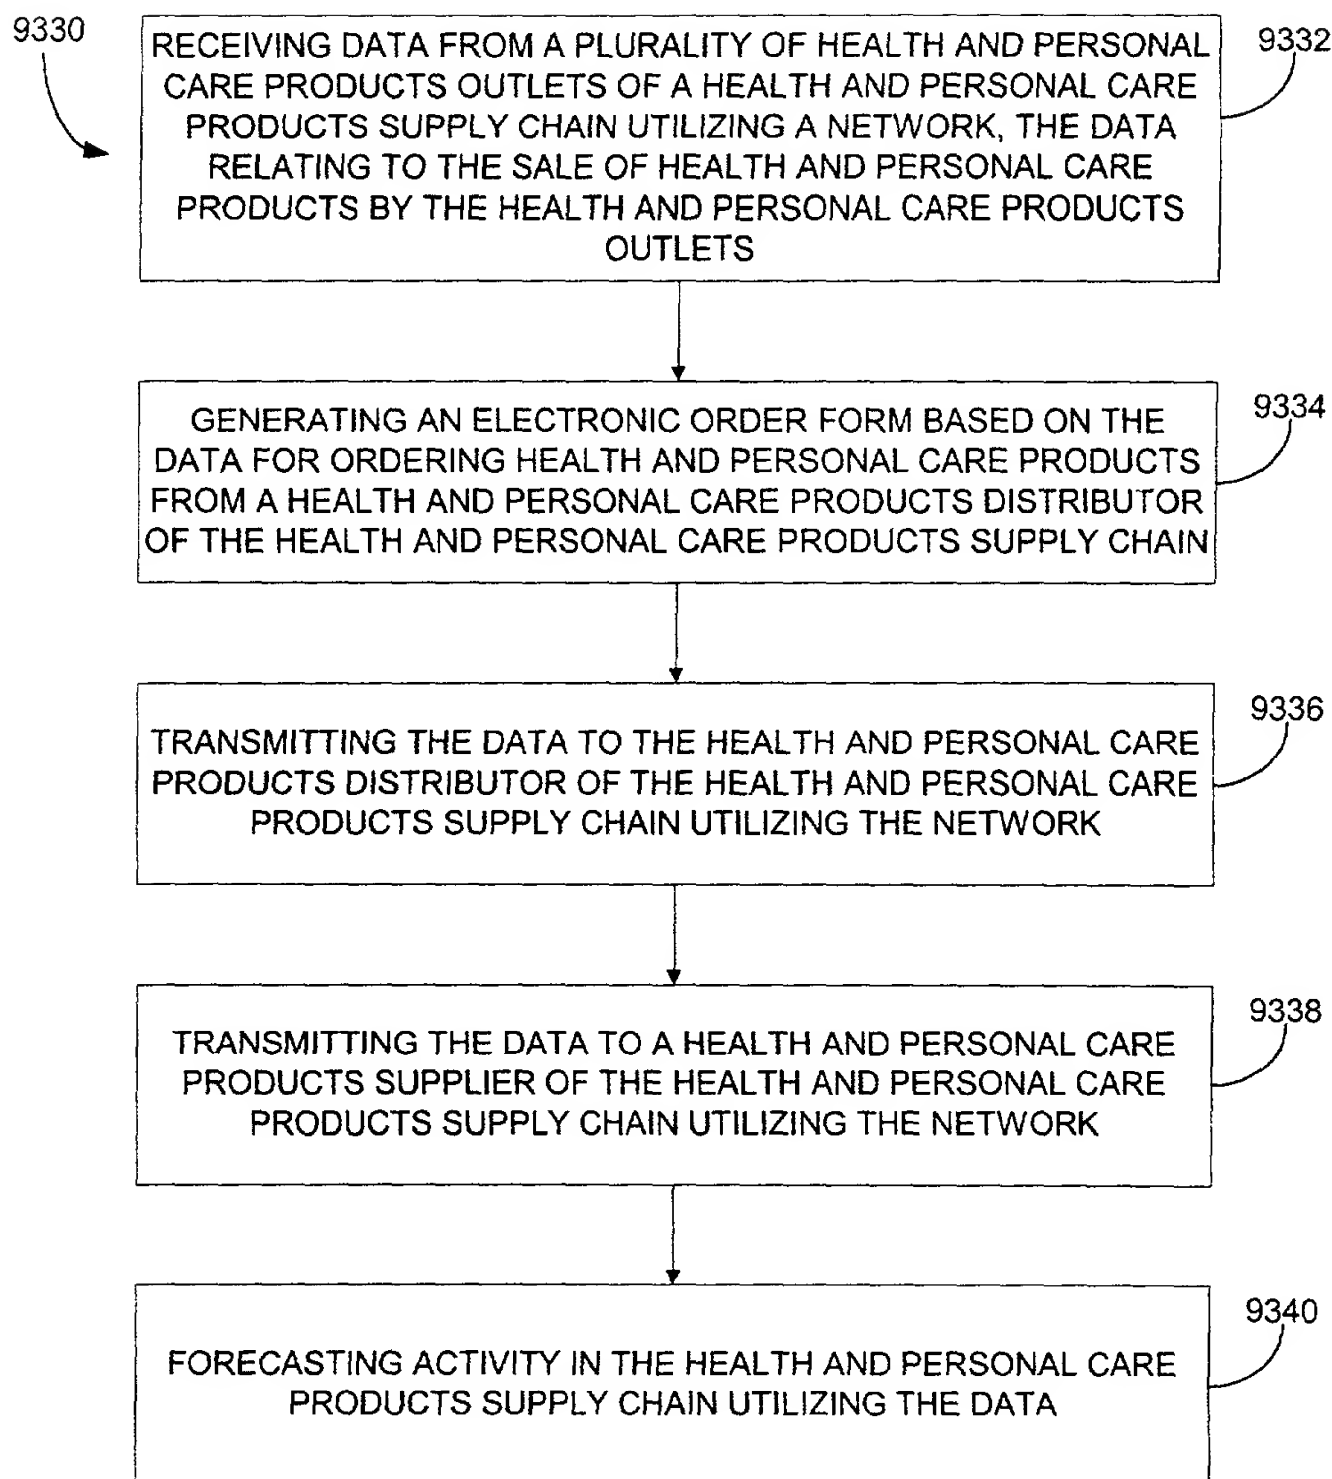 9330
9332
RECEIVING DATA FROM A PLURALITY OF HEALTH AND PERSONAL
CARE PRODUCTS OUTLETS OF A HEALTH AND PERSONAL CARE
PRODUCTS SUPPLY CHAIN UTILIZING A NETWORK, THE DATA
RELATING TO THE SALE OF HEALTH AND PERSONAL CARE
PRODUCTS BY THE HEALTH AND PERSONAL CARE PRODUCTS
OUTLETS
9334
GENERATING AN ELECTRONIC ORDER FORM BASED ON THE
DATA FOR ORDERING HEALTH AND PERSONAL CARE PRODUCTS
FROM A HEALTH AND PERSONAL CARE PRODUCTS DISTRIBUTOR
OF THE HEALTH AND PERSONAL CARE PRODUCTS SUPPLY CHAIN
9336
TRANSMITTING THE DATA TO THE HEALTH AND PERSONAL CARE
PRODUCTS DISTRIBUTOR OF THE HEALTH AND PERSONAL CARE
PRODUCTS SUPPLY CHAIN UTILIZING THE NETWORK
9338
TRANSMITTING THE DATA TO A HEALTH AND PERSONAL CARE
PRODUCTS SUPPLIER OF THE HEALTH AND PERSONAL CARE
PRODUCTS SUPPLY CHAIN UTILIZING THE NETWORK
9340
FORECASTING ACTIVITY IN THE HEALTH AND PERSONAL CARE
PRODUCTS SUPPLY CHAIN UTILIZING THE DATA